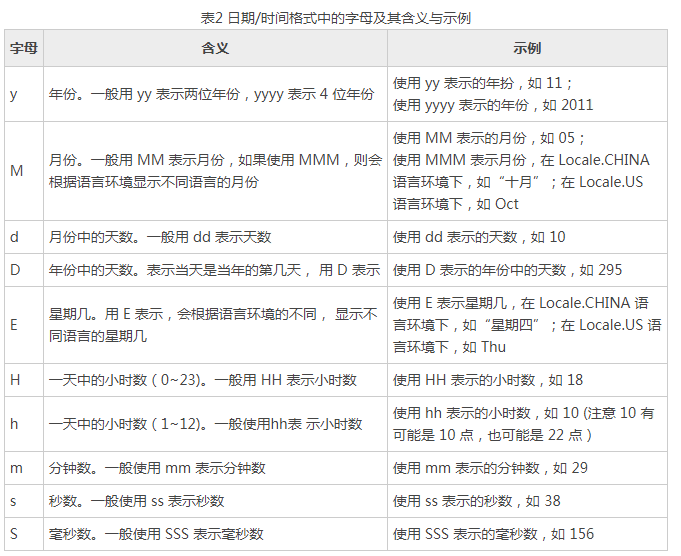 表2 日期/时间格式中的字母及其含义与示例
字母 含义 示例
y 年份。一般用 yy 表示两位年份，yyyy 表示 4 位年份 使用 yy 表示的年扮，如 11；
使用 yyyy 表示的年份，如 2011
M 月份。一般用 MM 表示月份，如果使用 MMM，则会
根据语言环境显示不同语言的月份
使用 MM 表示的月份，如 05；
使用 MMM 表示月份，在 Locale.CHINA
语言环境下，如“十月”；在 Locale.US
语言环境下，如 Oct
d 月份中的天数。一般用 dd 表示天数 使用 dd 表示的天数，如 10
D 年份中的天数。表示当天是当年的第几天， 用 D 表示 使用 D 表示的年份中的天数，如 295
E 星期几。用 E 表示，会根据语言环境的不同， 显示不
同语言的星期几
使用 E 表示星期几，在 Locale.CHINA 语
言环境下，如“星期四”；在 Locale.US 语
言环境下，如 Thu
H 一天中的小时数（0~23)。一般用 HH 表示小时数 使用 HH 表示的小时数，如 18
h 一天中的小时数（1~12)。一般使用hh表 示小时数 使用 hh 表示的小时数，如 10 (注意 10 有
可能是 10 点，也可能是 22 点）
m 分钟数。一般使用 mm 表示分钟数 使用 mm 表示的分钟数，如 29
s 秒数。一般使用 ss 表示秒数 使用 ss 表示的秒数，如 38
S 毫秒数。一般使用 SSS 表示毫秒数 使用 SSS 表示的毫秒数，如 156